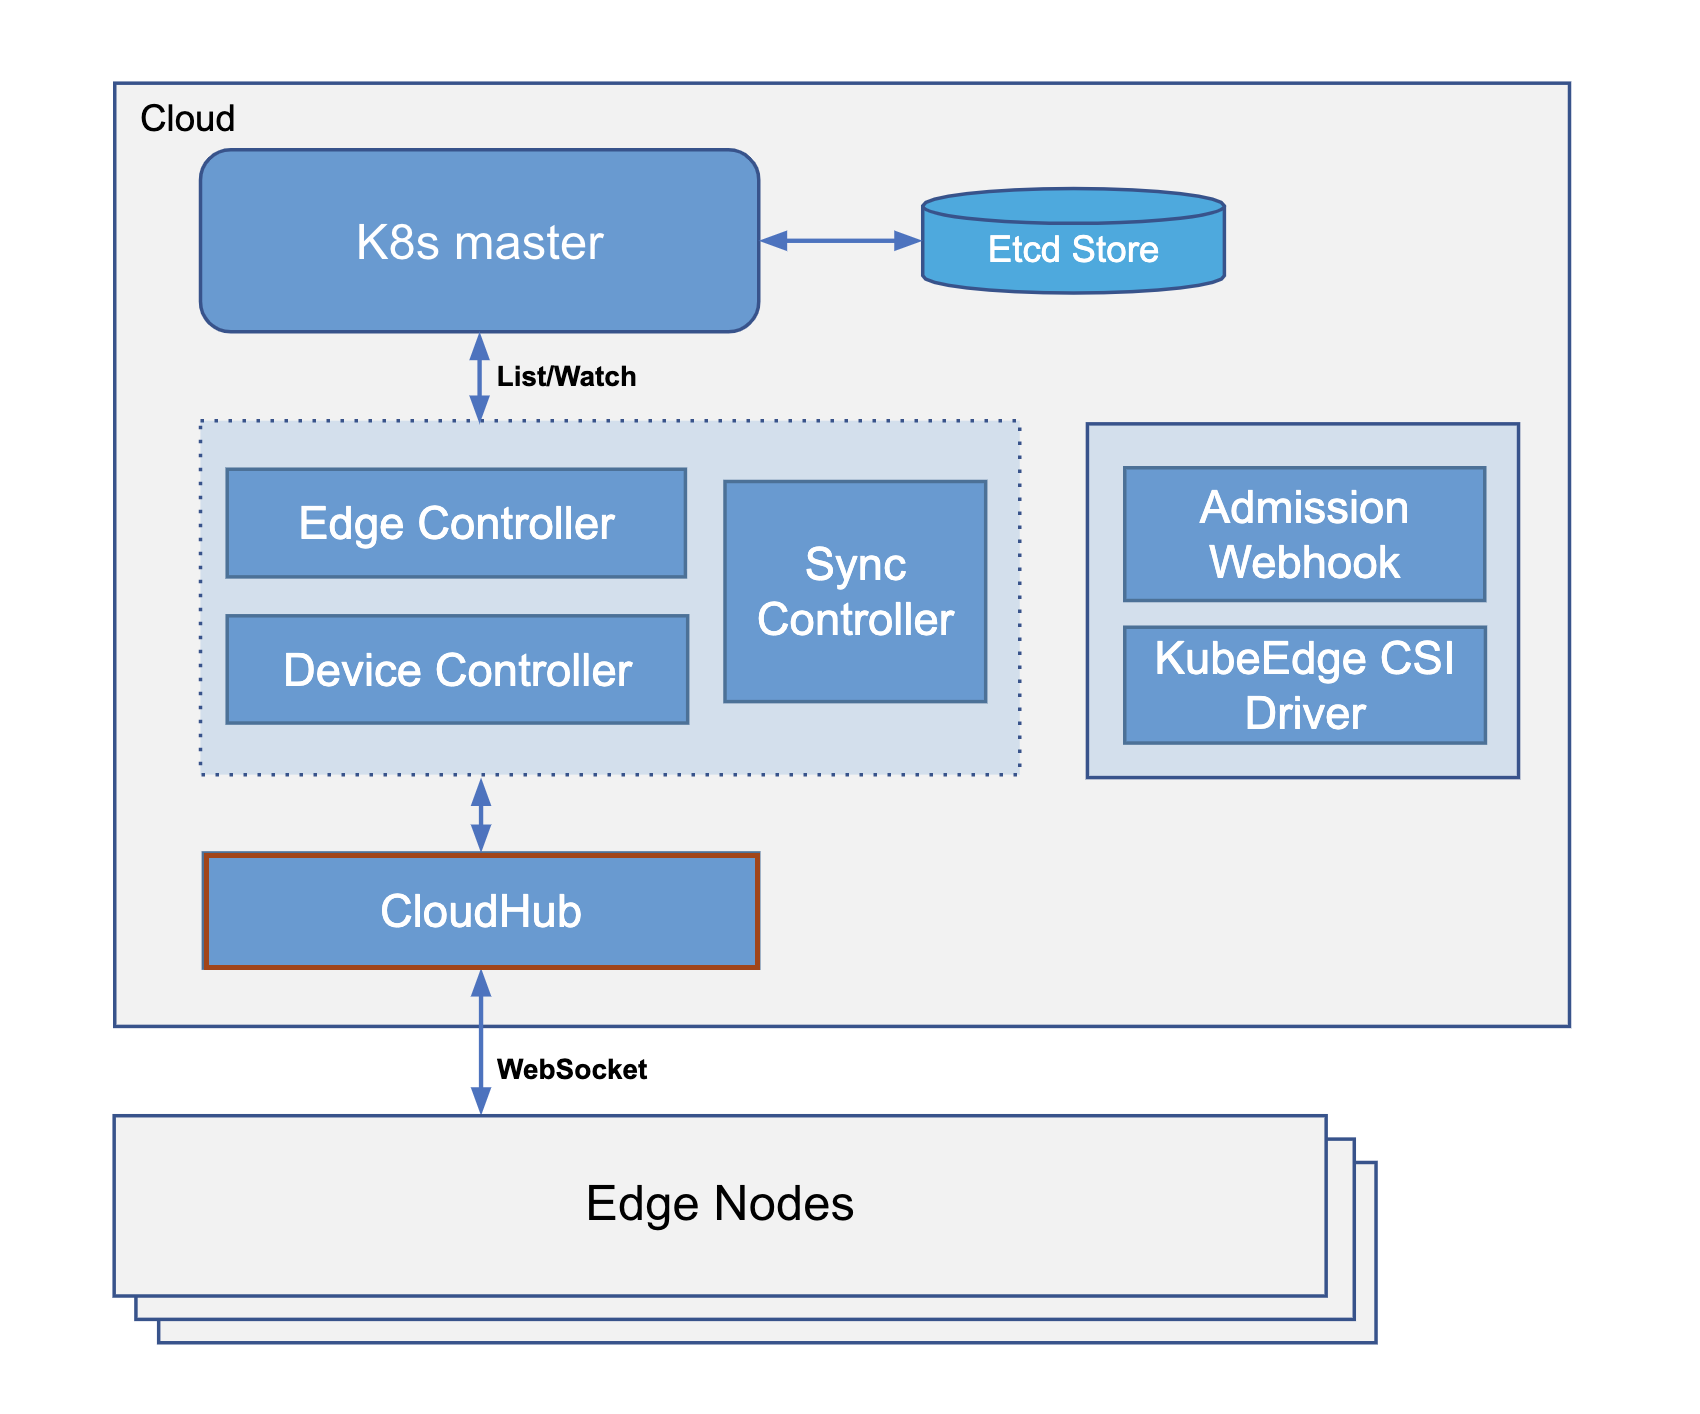 Cloud
K8s master
Etcd Store
List/Watch
Edge Controller
Device Controller
Sync
Controller
Admission
Webhook
KubeEdge CSI
Driver
CloudHub
WebSocket
Edge Nodes